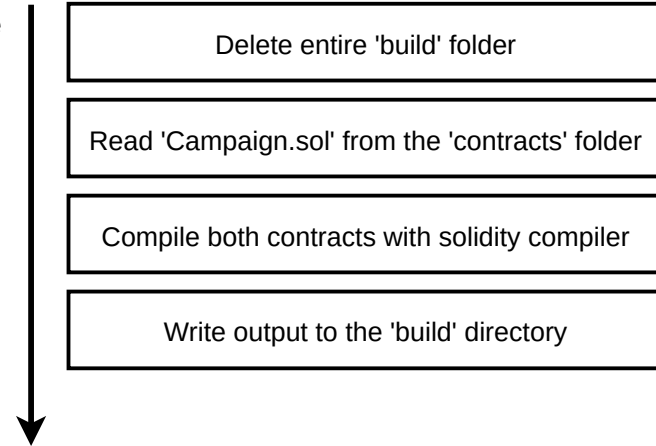 Delete entire 'build' folder
Read 'Campaign.sol' from the 'contracts' folder
Compile both contracts with solidity compiler
Write output to the 'build' directory